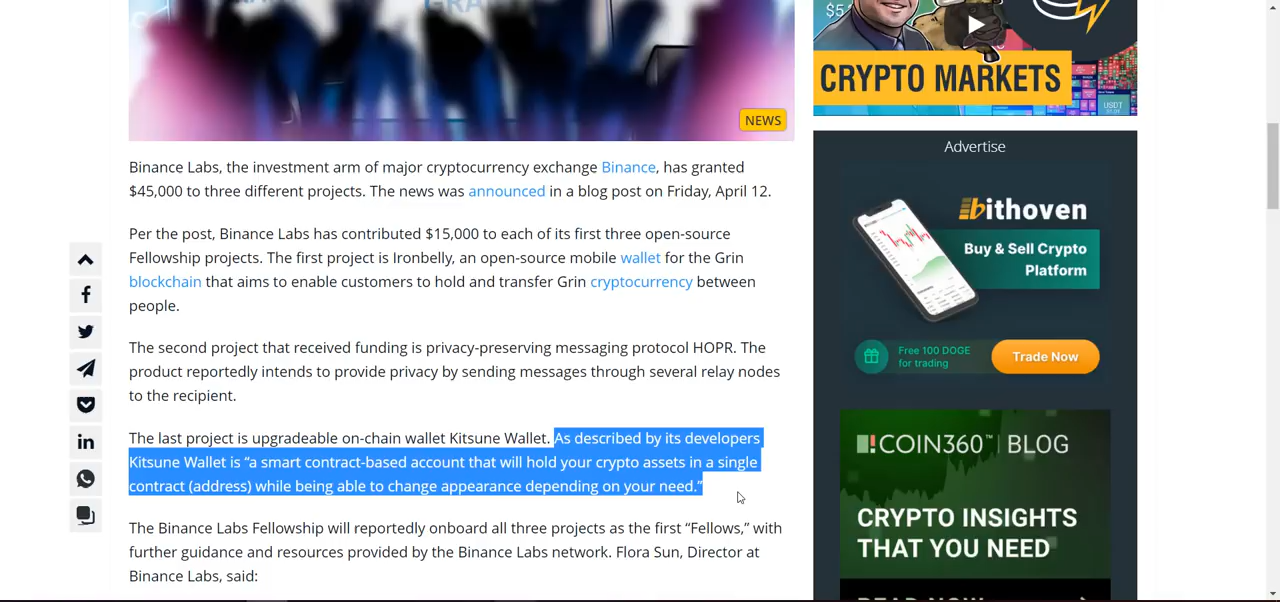 NEWS
Binance Labs, the investment arm of major cryptocurrency exchange Binance, has granted
$45,000 to three different projects. The news was announced in a blog post on Friday, April 12.
Per the post, Binance Labs has contributed $15,000 to each of its first three open-source
Fellowship projects. The first project is Ironbelly, an open-source mobile wallet for the Grin
blockchain that aims to enable customers to hold and transfer Grin cryptocurrency between
people.
The second project that received funding is privacy-preserving messaging protocol HOPR. The
product reportedly intends to provide privacy by sending messages through several relay nodes
to the recipient.
The last project is upgradeable on-chain wallet Kitsune Wallet. As described by its developers
Kitsune Wallet is “a smart contract-based account that will hold your crypto assets in a single
contract (address) while being able to change appearance depending on your need.”
The Binance Labs Fellowship will reportedly onboard all three projects as the first “Fellows,” with
further guidance and resources provided by the Binance Labs network. Flora Sun, Director at
Binance Labs, said:
CRYPTO MARKETS
USDT
Advertise
bithoven
Buy & Sell Crypto
Platform
Free 100 DOGE
for trading
Trade Now
COIN360™ | BLOG
CRYPTO INSIGHTS
THAT YOU NEED